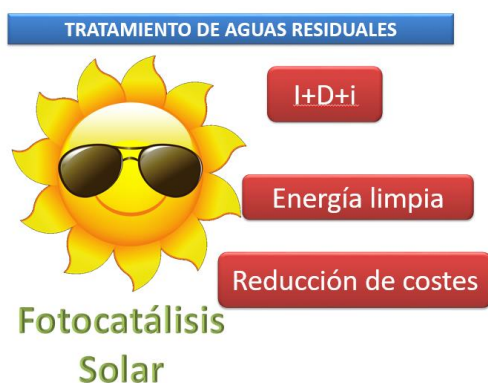 TRATAMIENTO DE AGUAS RESIDUALES
I+D+i
Energía limpia
Reducción de costes
Fotocatálisis
Solar